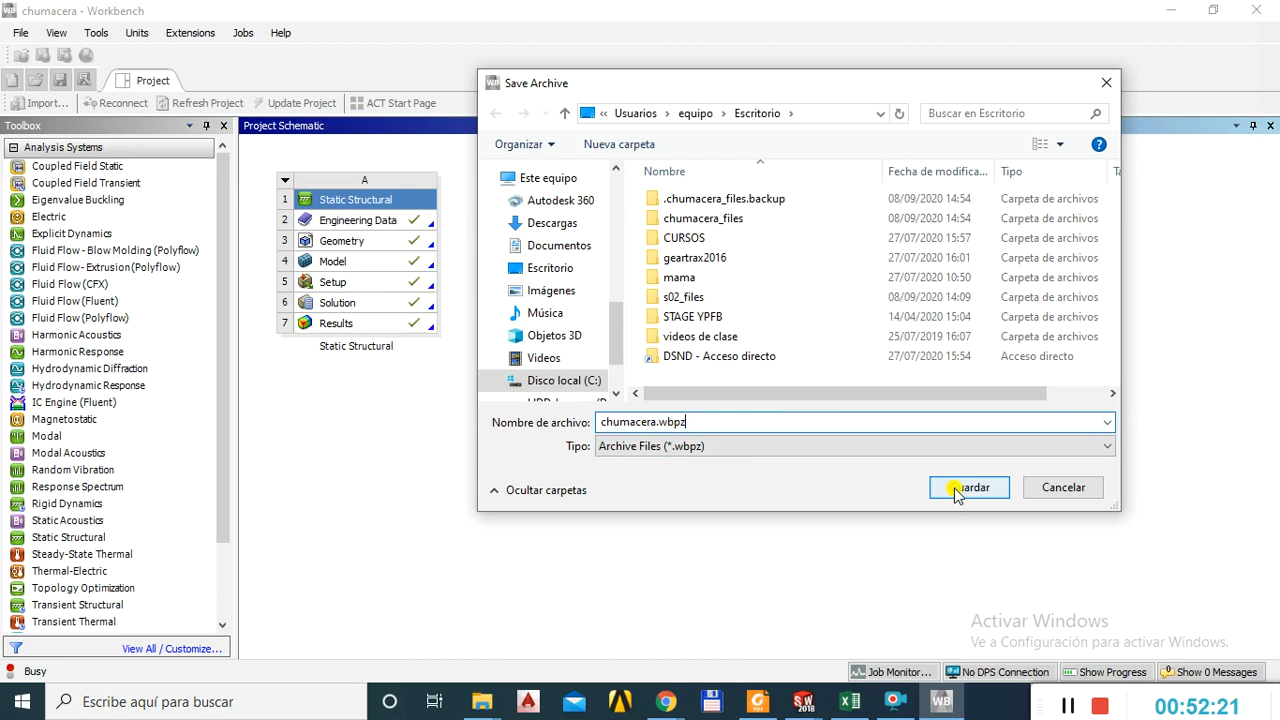 chumacera - Workbench
File View Tools Units Extensions Jobs Help
Project
Import... Reconnect Refresh Project Update Project ACT Start Page
Toolbox
Analysis Systems
Coupled Field Static
Coupled Field Transient
Eigenvalue Buckling
Electric
Explicit Dynamics
Fluid Flow - Blow Molding (Polyflow)
Fluid Flow - Extrusion (Polyflow)
Fluid Flow (CFX)
Fluid Flow (Fluent)
Fluid Flow (Polyflow)
Harmonic Acoustics
Harmonic Response
Hydrodynamic Diffraction
Hydrodynamic Response
IC Engine (Fluent)
Magnetostatic
Modal
Modal Acoustics
Random Vibration
Response Spectrum
Rigid Dynamics
Static Acoustics
Static Structural
Steady-State Thermal
Thermal-Electric
Topology Optimization
Transient Structural
Transient Thermal
View All / Customize...
Project Schematic
A
1 Static Structural
2 Engineering Data
3 Geometry
4 Model
5 Setup
6 Solution
7 Results
Static Structural
Save Archive
« Usuarios > equipo > Escritorio >
Buscar en Escritorio
Organizar Nueva carpeta
Este equipo
Autodesk 360
Descargas
Documentos
Escritorio
Imágenes
Música
Objetos 3D
Videos
Disco local (C:)
Nombre Fecha de modifica... Tipo
.chumacera_files.backup 08/09/2020 14:54 Carpeta de archivos
chumacera_files 08/09/2020 14:54 Carpeta de archivos
CURSOS 27/07/2020 15:57 Carpeta de archivos
geartrax2016 27/07/2020 16:01 Carpeta de archivos
mama 27/07/2020 10:50 Carpeta de archivos
s02_files 08/09/2020 14:09 Carpeta de archivos
STAGE YPFB 14/04/2020 15:04 Carpeta de archivos
videos de clase 25/07/2019 16:07 Carpeta de archivos
DSND - Acceso directo 27/07/2020 15:54 Acceso directo
Nombre de archivo: chumacera.wbpz
Tipo: Archive Files (*.wbpz)
Ocultar carpetas
Cancelar
Activar Windows
Ve a Configuración para activar Windows.
Busy
Job Monitor... No DPS Connection Show Progress Show 0 Messages
Escribe aquí para buscar
00:52:21